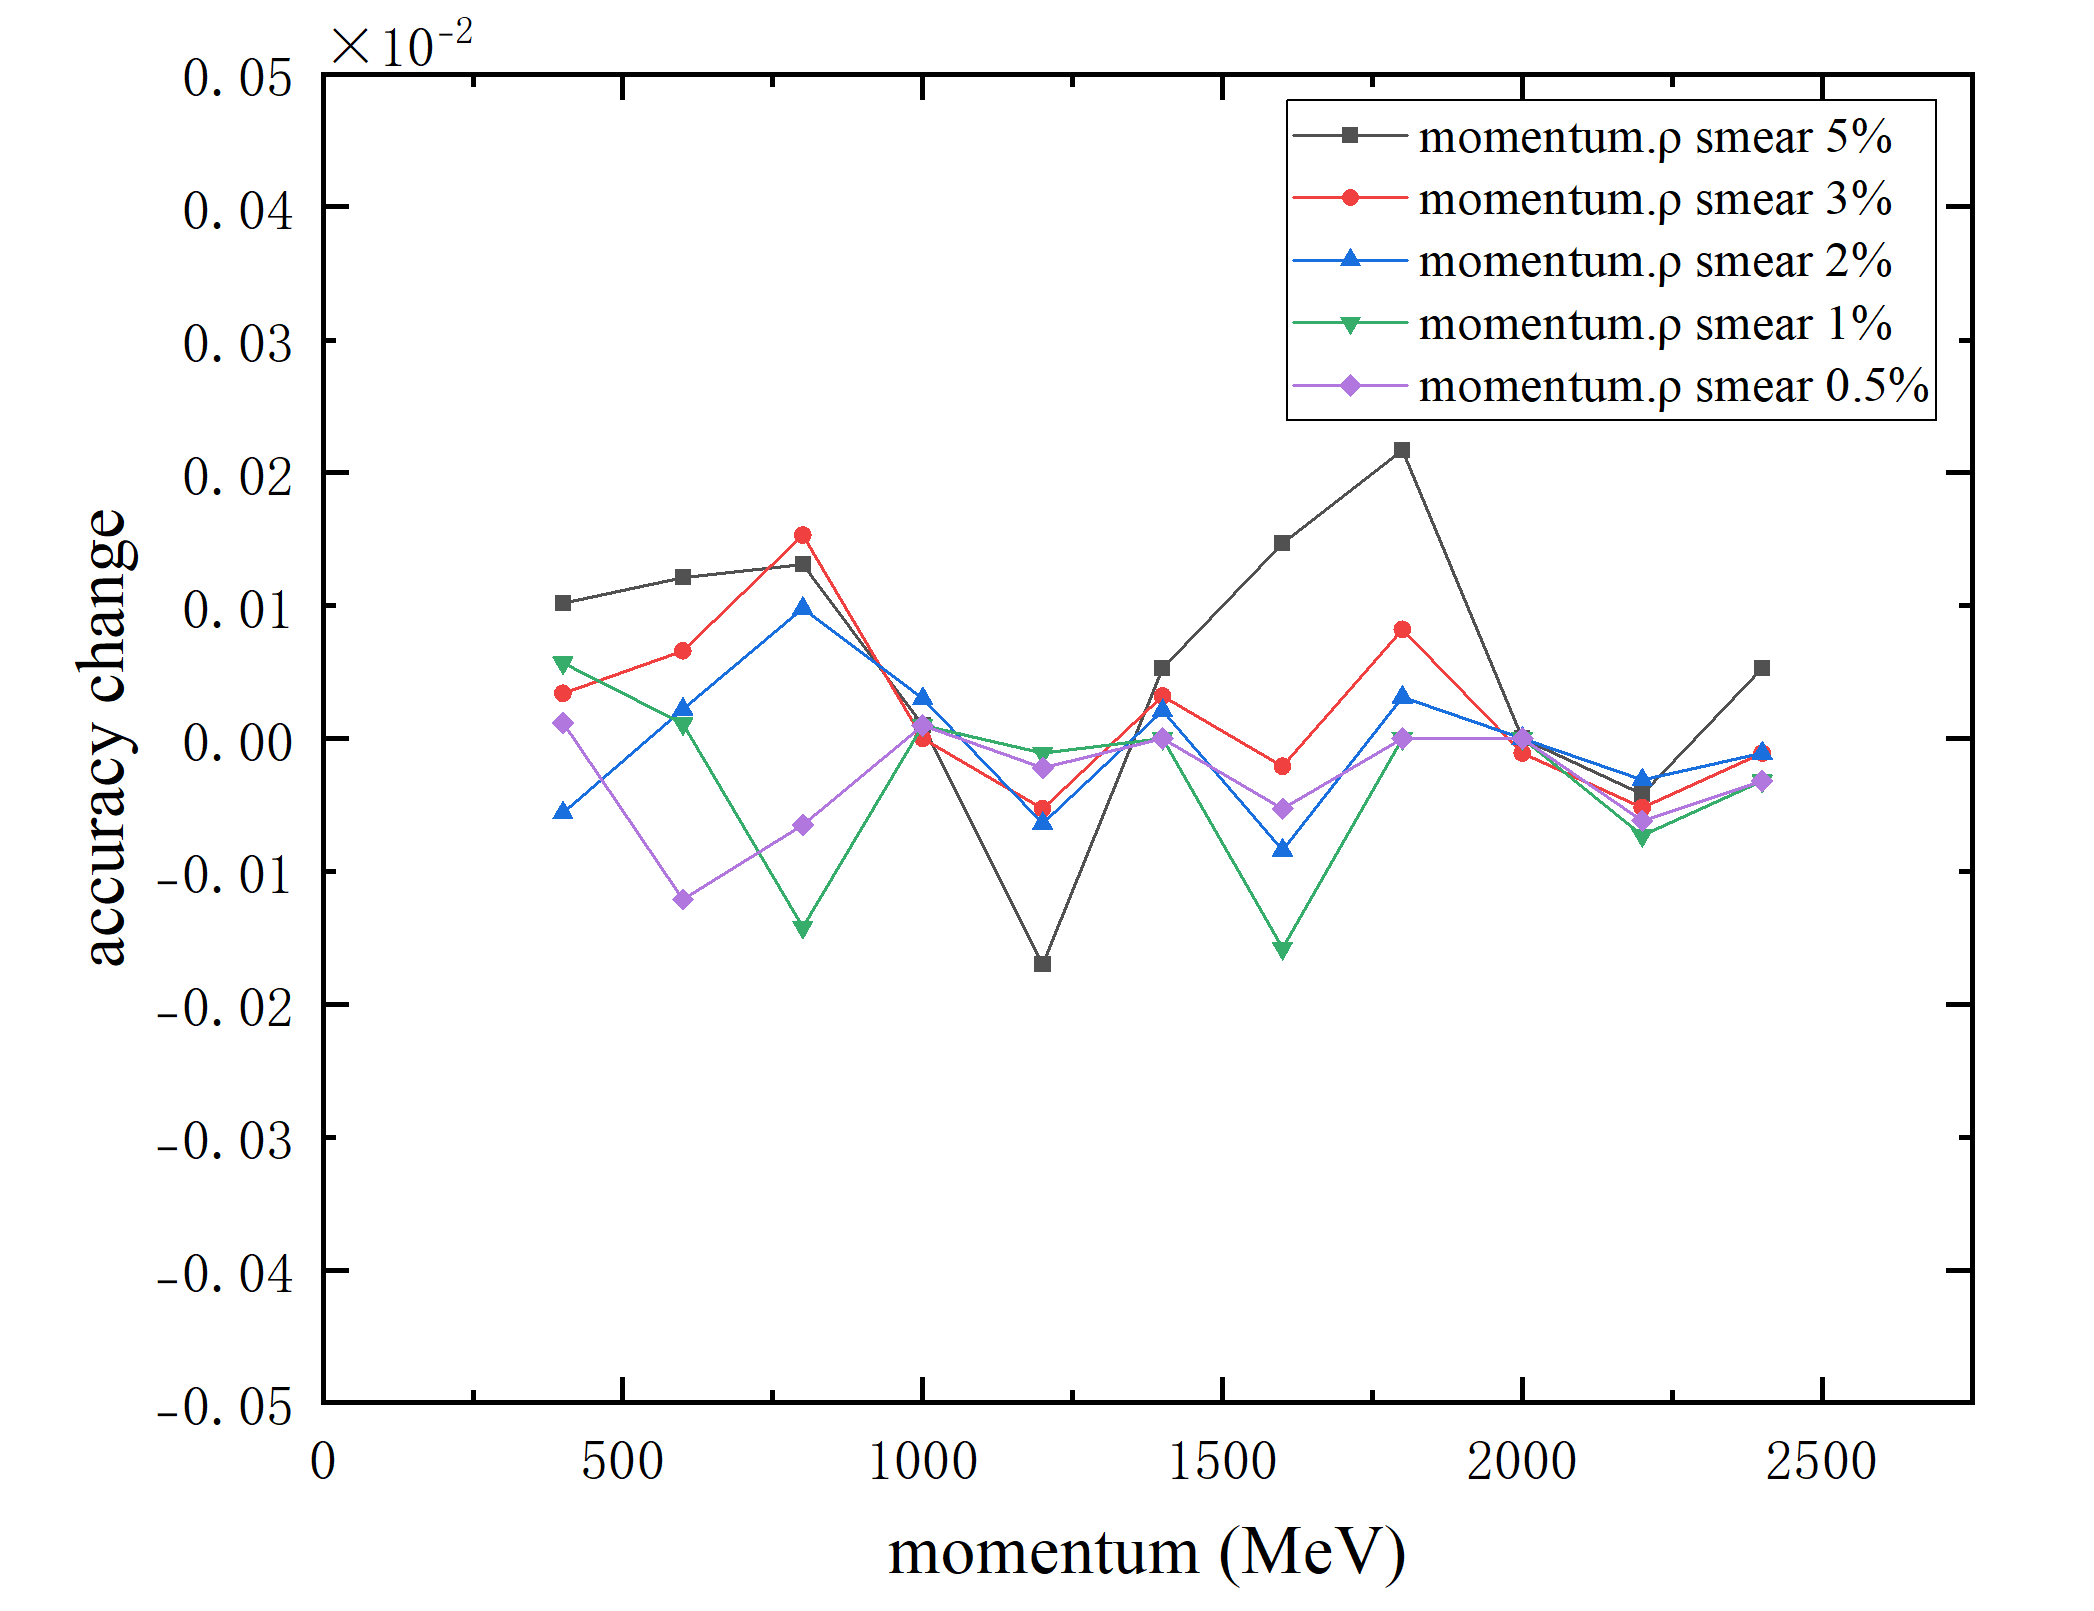 ×10-2
0.05
0.04
0.03
0.02
0.01
0.00
-0.01
-0.02
-0.03
-0.04
-0.05
accuracy change
momentum.ρ smear 5%
momentum.ρ smear 3%
momentum.ρ smear 2%
momentum.ρ smear 1%
momentum.ρ smear 0.5%
0 500 1000 1500 2000 2500
momentum (MeV)